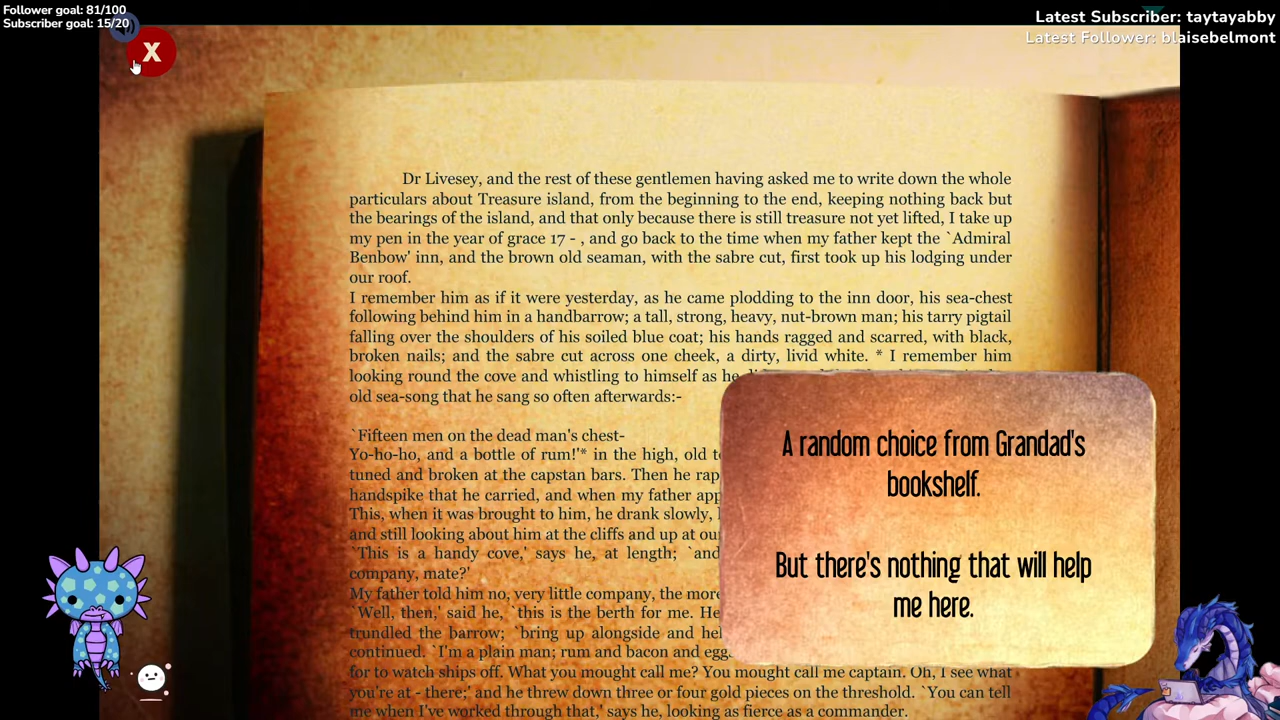 Follower goal: 81/100
Subscriber goal: 15/20
Latest Subscriber: taytayabby
Latest Follower: blaisebelmont
X
Dr Livesey, and the rest of these gentlemen having asked me to write down the whole
particulars about Treasure island, from the beginning to the end, keeping nothing back but
the bearings of the island, and that only because there is still treasure not yet lifted, I take up
my pen in the year of grace 17 - , and go back to the time when my father kept the `Admiral
Benbow' inn, and the brown old seaman, with the sabre cut, first took up his lodging under
our roof.
I remember him as if it were yesterday, as he came plodding to the inn door, his sea-chest
following behind him in a handbarrow; a tall, strong, heavy, nut-brown man; his tarry pigtail
falling over the shoulders of his soiled blue coat; his hands ragged and scarred, with black,
broken nails; and the sabre cut across one cheek, a dirty, livid white. * I remember him
looking round the cove and whistling to himself as he
old sea-song that he sang so often afterwards:-
`Fifteen men on the dead man's chest-
Yo-ho-ho, and a bottle of rum!'* in the high, old
tuned and broken at the capstan bars. Then he
handspike that he carried, and when my father
This, when it was brought to him, he drank slowly,
and still looking about him at the cliffs and up at
`This is a handy cove,' says he, at length; `and
company, mate?'
My father told him no, very little company, the more
`Well, then,' said he, `this is the berth for me.
trundled the barrow; `bring up alongside and
continued. `I'm a plain man; rum and bacon and
for to watch ships off. What you mought call me? You mought call me captain. Oh, I see what
you're at - there;' and he threw down three or four gold pieces on the threshold. `You can tell
me when I've worked through that,' says he, looking as fierce as a commander.
A random choice from Grandad's
bookshelf.
But there's nothing that will help
me here.